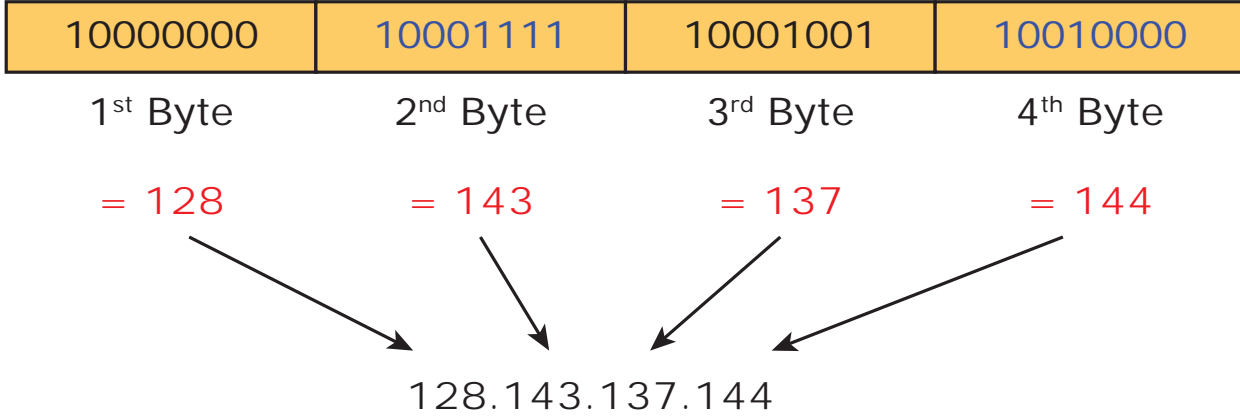 10000000 10001111 10001001 10010000
1st Byte 2nd Byte 3rd Byte 4th Byte
= 128 = 143 = 137 = 144
128.143.137.144